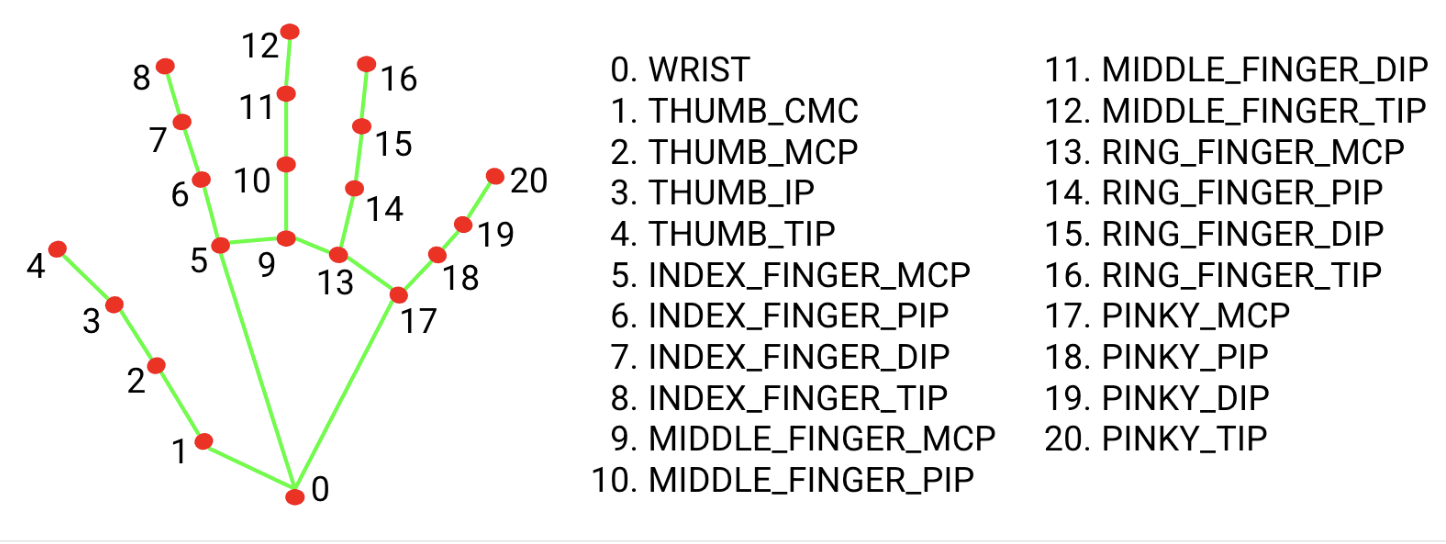 12
8
16
11
7
15
10
6
20
14
19
5
9
4
13
18
3
17
2
1
0
0. WRIST
1. THUMB_CMC
2. THUMB_MCP
3. THUMB_IP
4. THUMB_TIP
5. INDEX_FINGER_MCP
6. INDEX_FINGER_PIP
7. INDEX_FINGER_DIP
8. INDEX_FINGER_TIP
9. MIDDLE_FINGER_MCP
10. MIDDLE_FINGER_PIP
11. MIDDLE_FINGER_DIP
12. MIDDLE_FINGER_TIP
13. RING_FINGER_MCP
14. RING_FINGER_PIP
15. RING_FINGER_DIP
16. RING_FINGER_TIP
17. PINKY_MCP
18. PINKY_PIP
19. PINKY_DIP
20. PINKY_TIP